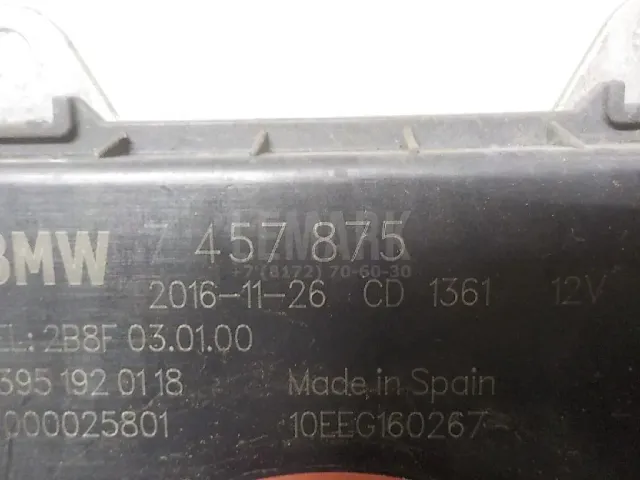 BMW 7 457 875
EMARK
+7 (8172) 70-60-30
2016-11-26 CD 1361 12V
EL: 2B8F 03.01.00
395 192 0118 Made in Spain
000025801 10EEG160267